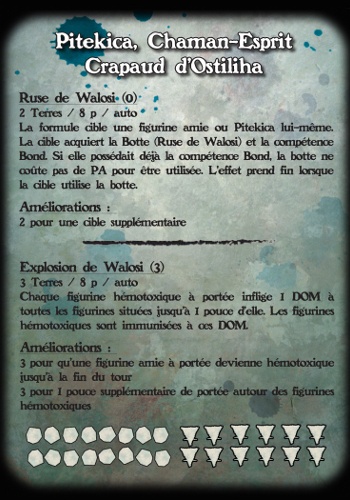 Pitekica, Chaman-Esprit
Crapaud d'Ostiliha
Ruse de Walosi (0)
2 Terres / 8 p / auto
La formule cible une figurine amie ou Pitekica lui-même.
La cible acquiert la Botte (Ruse de Walosi) et la compétence
Bond. Si elle possédait déjà la compétence Bond, la botte ne
coûte pas de PA pour être utilisée. L'effet prend fin lorsque
la cible utilise la botte.
Améliorations :
2 pour une cible supplémentaire
Explosion de Walosi (3)
3 Terres / 8 p / auto
Chaque figurine hémotoxique à portée inflige 1 DOM à
toutes les figurines situées jusqu'à 1 pouce d'elle. Les figurines
hémotoxiques sont immunisées à ces DOM.
Améliorations :
3 pour qu'une figurine amie à portée devienne hémotoxique
jusqu'à la fin du tour
3 pour 1 pouce supplémentaire de portée autour des figurines
hémotoxiques